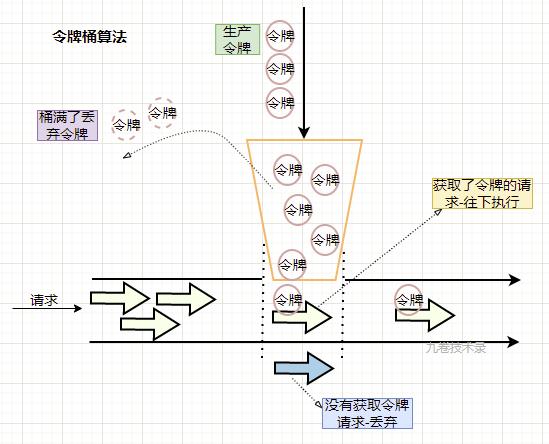 令牌桶算法
生产
令牌
令牌
令牌
令牌
桶满了丢
弃令牌
令牌
令牌
令牌
令牌
令牌
令牌
令牌
获取了令牌的请
求-往下执行
请求
令牌
令牌
九卷技术录
没有获取令牌
请求-丢弃